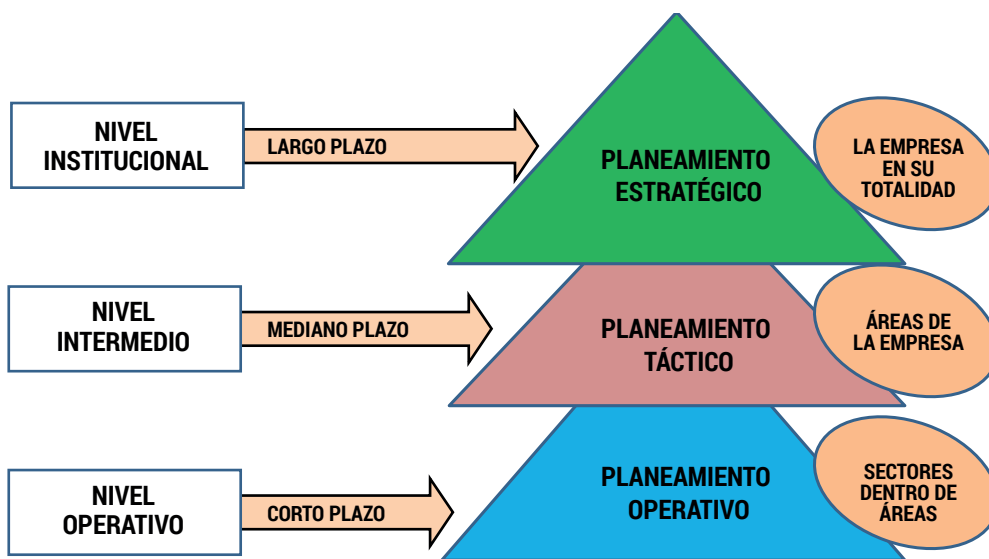 NIVEL
INSTITUCIONAL
LARGO PLAZO
PLANEAMIENTO
ESTRATÉGICO
LA EMPRESA
EN SU
TOTALIDAD
NIVEL
INTERMEDIO
MEDIANO PLAZO
PLANEAMIENTO
TÁCTICO
ÁREAS DE
LA EMPRESA
NIVEL
OPERATIVO
CORTO PLAZO
PLANEAMIENTO
OPERATIVO
SECTORES
DENTRO DE
ÁREAS